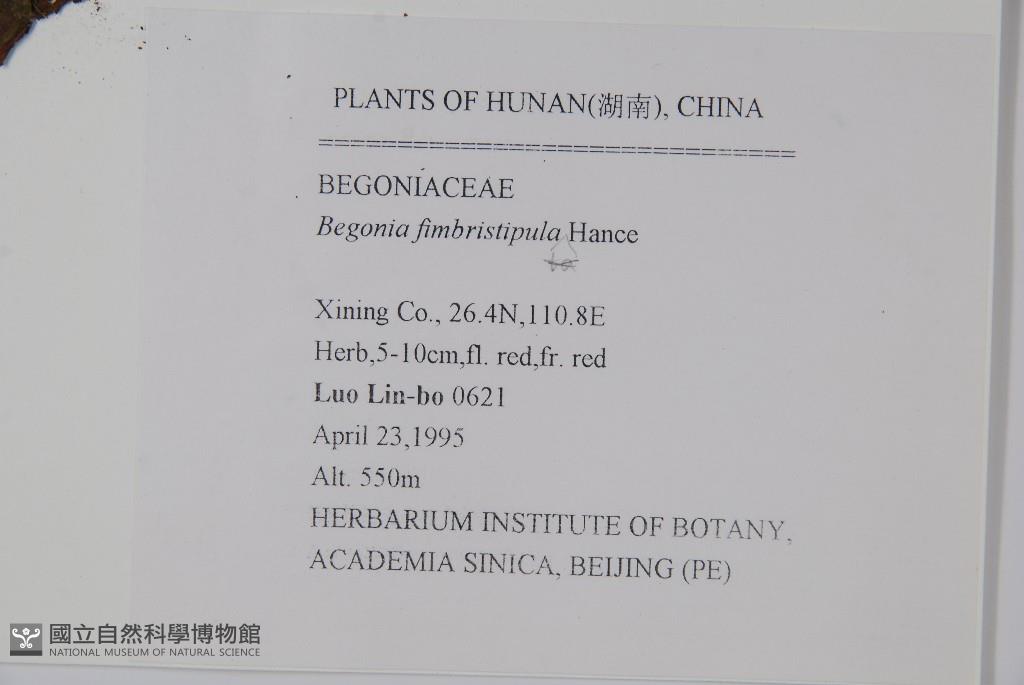 PLANTS OF HUNAN(湖南), CHINA
==============================
BEGONIACEAE
Begonia fimbristipula Hance
Xining Co., 26.4N,110.8E
Herb,5-10cm,fl. red,fr. red
Luo Lin-bo 0621
April 23,1995
Alt. 550m
HERBARIUM INSTITUTE OF BOTANY,
ACADEMIA SINICA, BEIJING (PE)
國立自然科學博物館
NATIONAL MUSEUM OF NATURAL SCIENCE